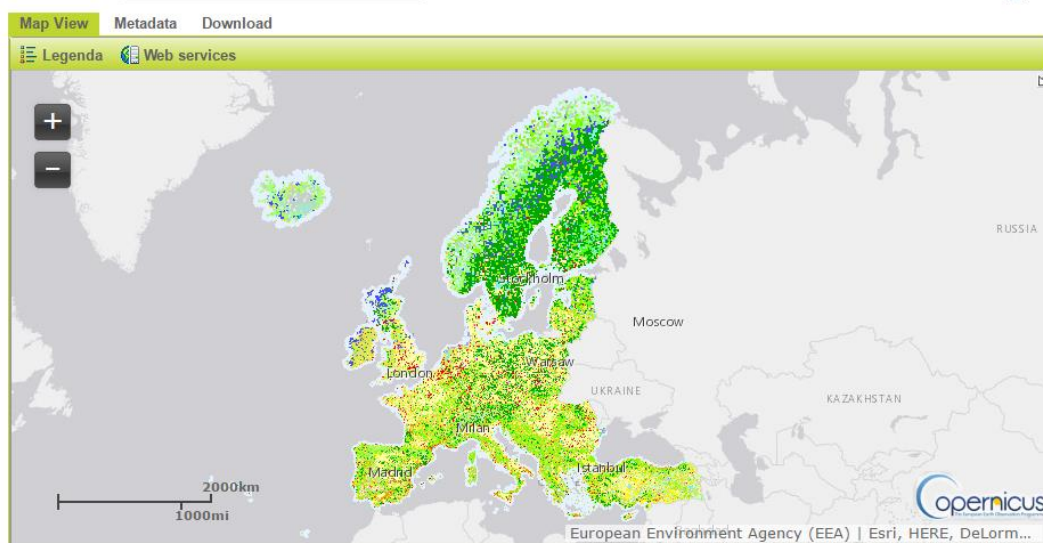 Map View Metadata Download
Legenda Web services
+
−
RUSSIA
Stockholm
Moscow
Warsaw
London
UKRAINE
KAZAKHSTAN
Milan
Istanbul
Madrid
2000km
1000mi
opernicus
European Environment Agency (EEA) | Esri, HERE, DeLorm...